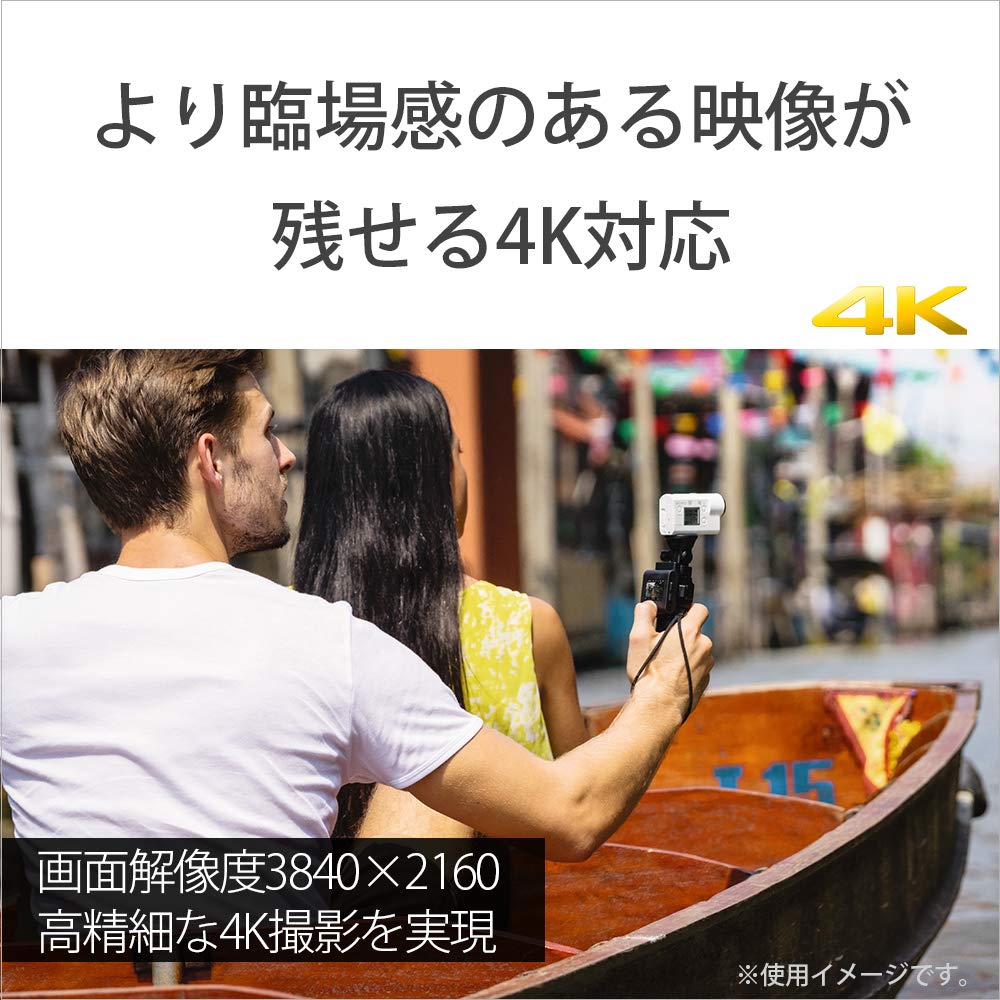 より臨場感のある映像が
残せる4K対応
4K
T.15
画面解像度3840×2160
高精細な4K撮影を実現
※使用イメージです。